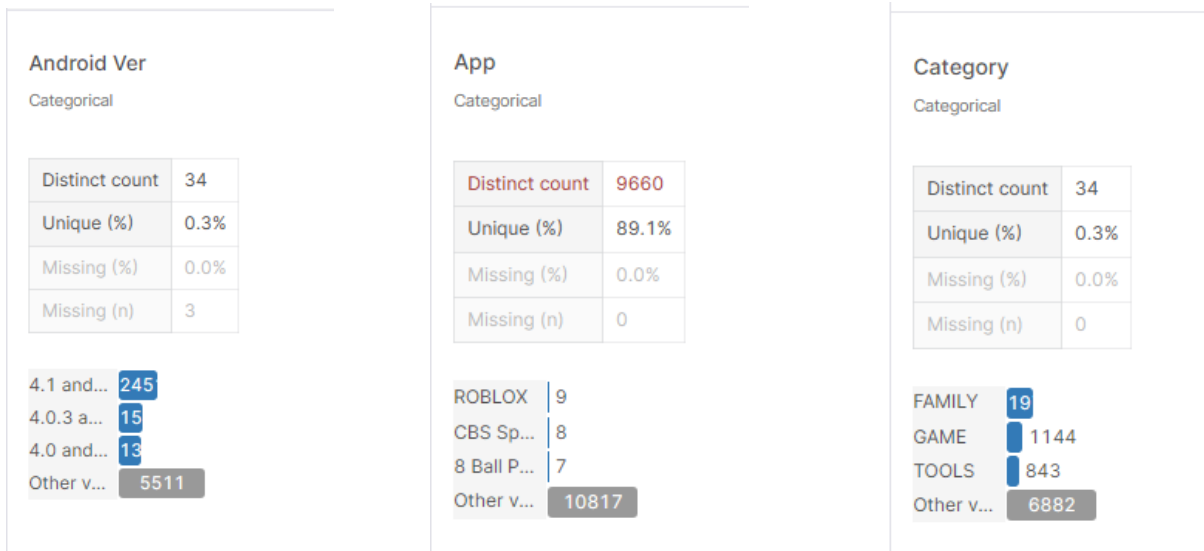 Android Ver
Categorical
Distinct count 34
Unique (%) 0.3%
Missing (%) 0.0%
Missing (n) 3
4.1 and... 245
4.0.3 a... 15
4.0 and... 13
Other v... 5511
App
Categorical
Distinct count 9660
Unique (%) 89.1%
Missing (%) 0.0%
Missing (n) 0
ROBLOX 9
CBS Sp... 8
8 Ball P... 7
Other v... 10817
Category
Categorical
Distinct count 34
Unique (%) 0.3%
Missing (%) 0.0%
Missing (n) 0
FAMILY 19
GAME 1144
TOOLS 843
Other v... 6882